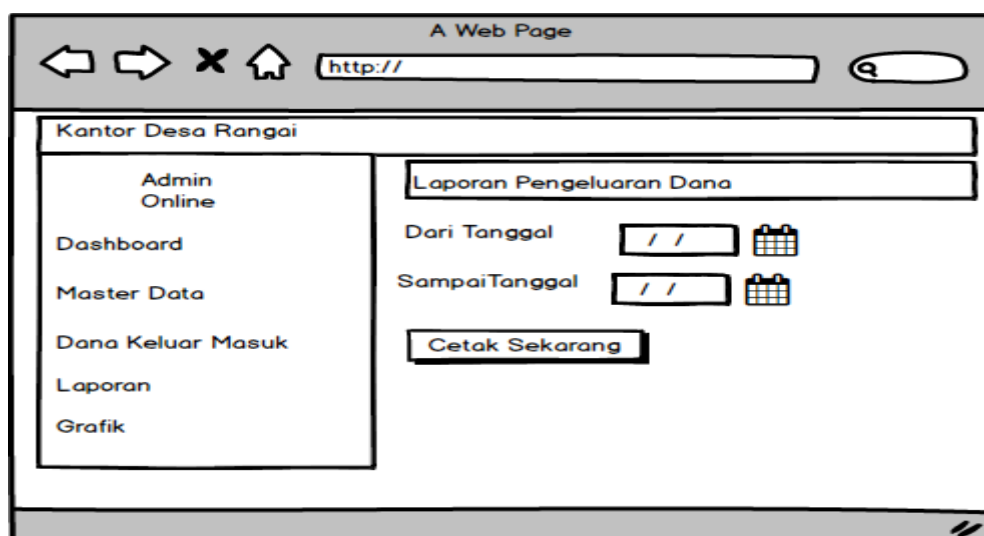 A Web Page
http://
Kantor Desa Rangai
Admin
Online
Dashboard
Master Data
Dana Keluar Masuk
Laporan
Grafik
Laporan Pengeluaran Dana
Dari Tanggal / /
SampaiTanggal / /
Cetak Sekarang